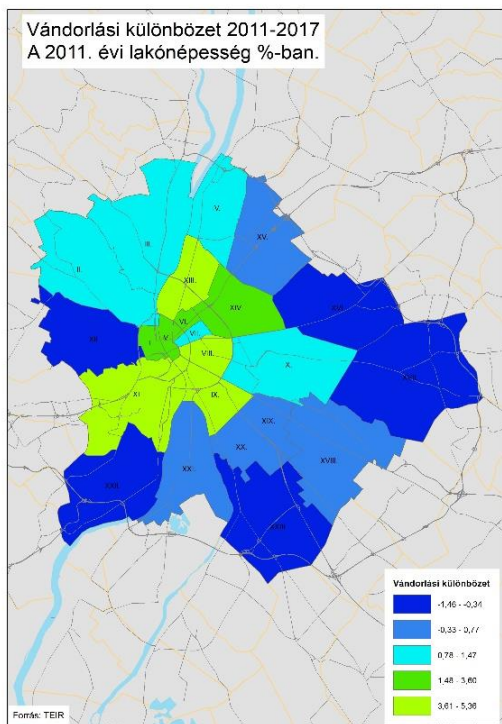 Vándorlási különbözet 2011-2017
A 2011. évi lakónépesség %-ban.
V.
XV.
III.
II.
XIII.
XIV.
XVI.
VI.
VII.
XII.
I.
V.
VIII.
X.
XVII.
XI.
IX.
XIX.
XX.
XVIII.
XXI.
XXII.
XXIII.
Vándorlási különbözet
-1,46 - -0,34
-0,33 - 0,77
0,78 - 1,47
1,48 - 3,60
3,61 - 5,36
Forrás: TEIR